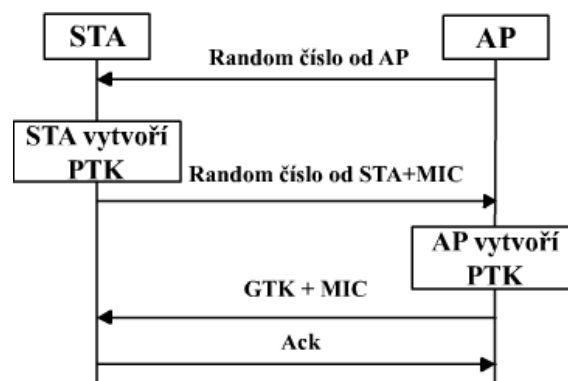 STA
AP
Random číslo od AP
STA vytvoří
PTK
Random číslo od STA+MIC
AP vytvoří
PTK
GTK + MIC
Ack